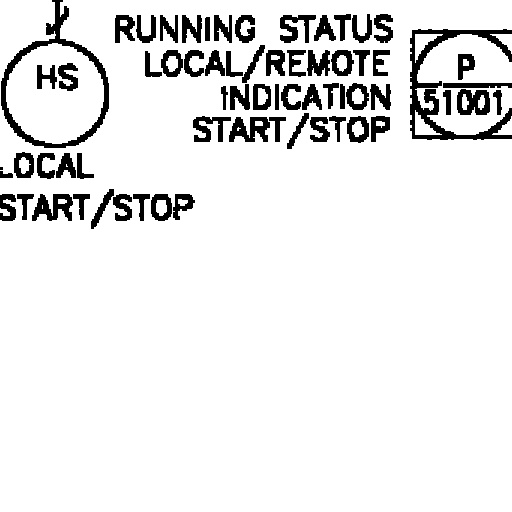 RUNNING STATUS
LOCAL/REMOTE
INDICATION
START/STOP
HS
LOCAL
START/STOP
P
51001